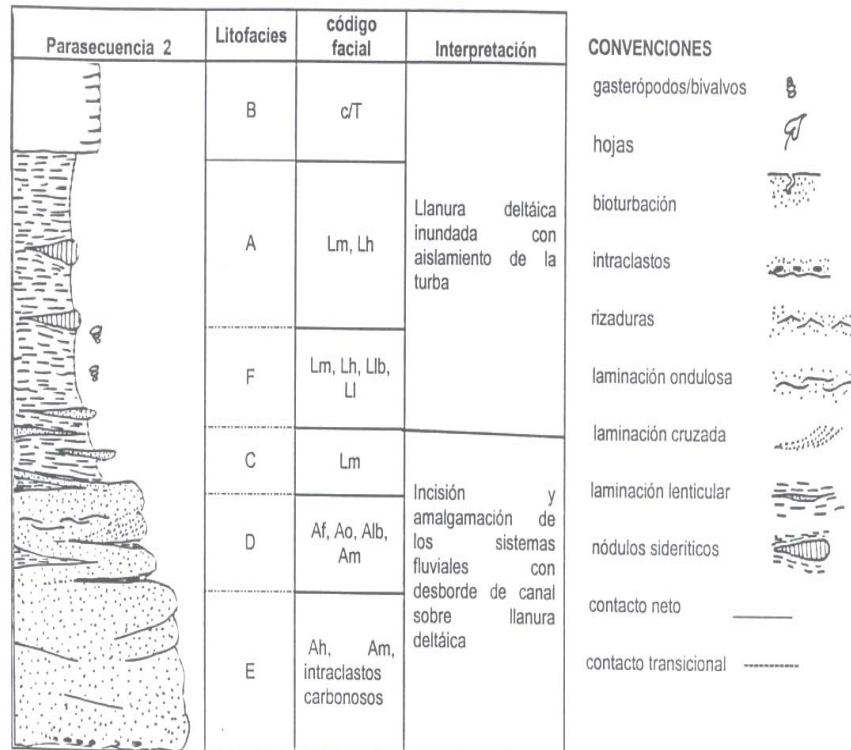 Parasecuencia 2
Litofacies
código
facial
Interpretación
B
c/T
A
Lm, Lh
Llanura deltáica
inundada con
aislamiento de la
turba
F
Lm, Lh, Llb,
Ll
C
Lm
D
Af, Ao, Alb,
Am
Incisión y
amalgamación de
los sistemas
fluviales con
desborde de canal
sobre llanura
deltáica
E
Ah, Am,
intraclastos
carbonosos
CONVENCIONES
gasterópodos/bivalvos
hojas
bioturbación
intraclastos
rizaduras
laminación ondulosa
laminación cruzada
laminación lenticular
nódulos sideríticos
contacto neto
contacto transicional